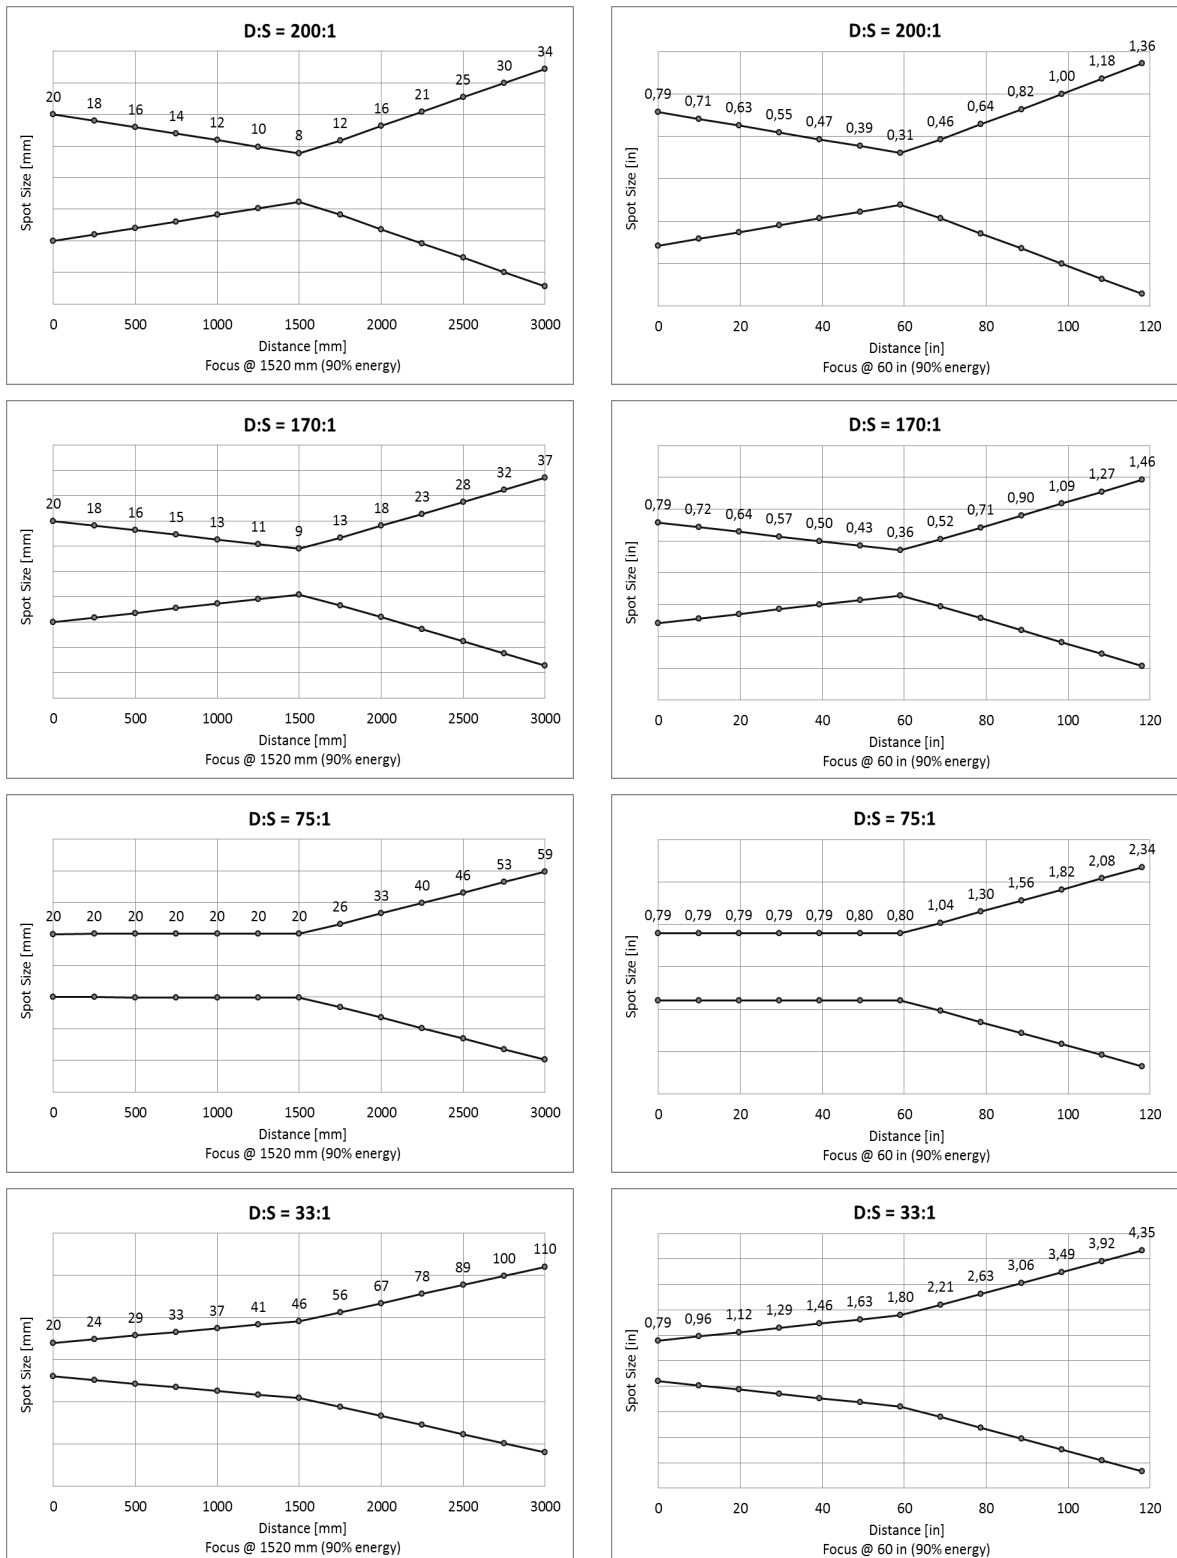 D:S = 200:1
34
30
25
21
20
18
16
16
14
12
12
10
8
Spot Size [mm]
0 500 1000 1500 2000 2500 3000
Distance [mm]
Focus @ 1520 mm (90% energy)
D:S = 200:1
1,36
1,18
1,00
0,82
0,79
0,71
0,64
0,63
0,55
0,47
0,46
0,39
0,31
Spot Size [in]
0 20 40 60 80 100 120
Distance [in]
Focus @ 60 in (90% energy)
D:S = 170:1
37
32
28
23
20
18
18
16
15
13
13
11
9
Spot Size [mm]
0 500 1000 1500 2000 2500 3000
Distance [mm]
Focus @ 1520 mm (90% energy)
D:S = 170:1
1,46
1,27
1,09
0,90
0,79
0,72
0,71
0,64
0,57
0,52
0,50
0,43
0,36
Spot Size [in]
0 20 40 60 80 100 120
Distance [in]
Focus @ 60 in (90% energy)
D:S = 75:1
59
53
46
40
33
26
20 20 20 20 20 20 20
Spot Size [mm]
0 500 1000 1500 2000 2500 3000
Distance [mm]
Focus @ 1520 mm (90% energy)
D:S = 75:1
2,34
2,08
1,82
1,56
1,30
1,04
0,79 0,79 0,79 0,79 0,79 0,80 0,80
Spot Size [in]
0 20 40 60 80 100 120
Distance [in]
Focus @ 60 in (90% energy)
D:S = 33:1
110
100
89
78
67
56
46
41
37
33
29
24
20
Spot Size [mm]
0 500 1000 1500 2000 2500 3000
Distance [mm]
Focus @ 1520 mm (90% energy)
D:S = 33:1
4,35
3,92
3,49
3,06
2,63
2,21
1,80
1,63
1,46
1,29
1,12
0,96
0,79
Spot Size [in]
0 20 40 60 80 100 120
Distance [in]
Focus @ 60 in (90% energy)